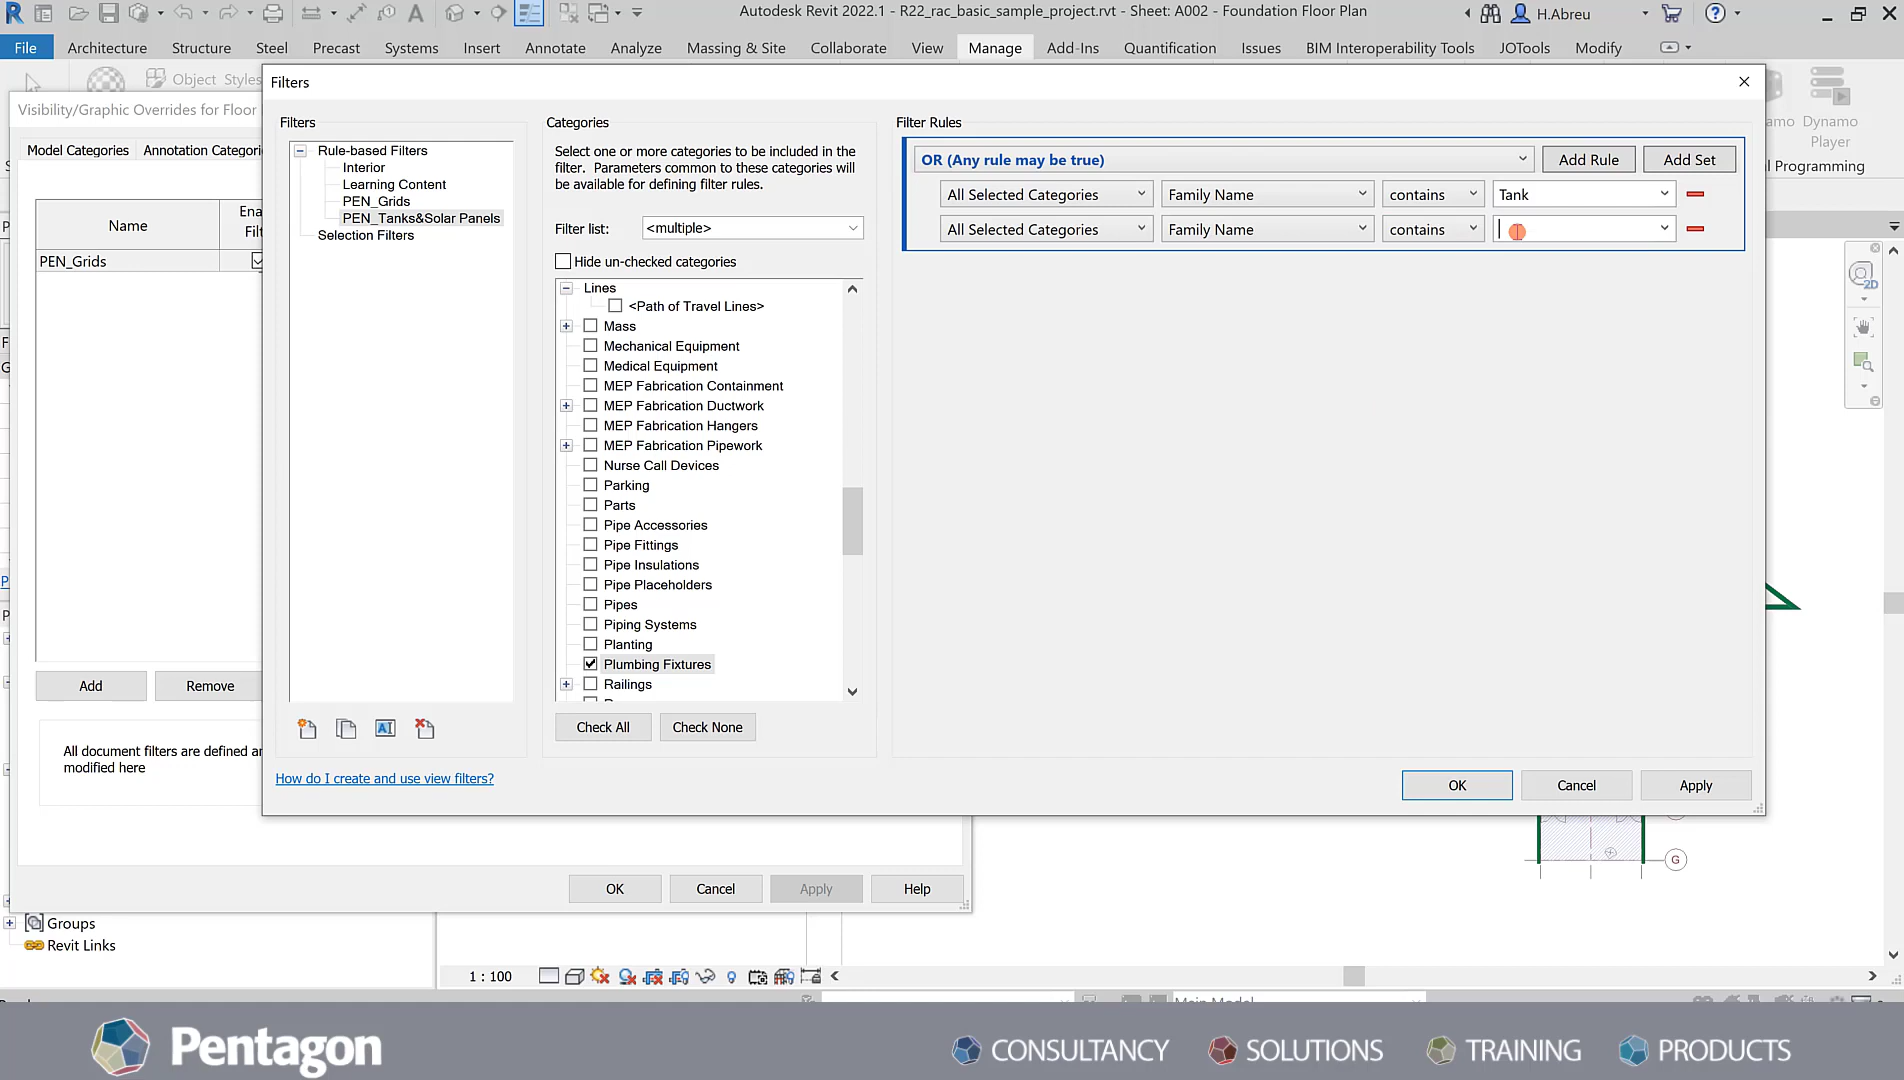 Autodesk Revit 2022.1 - R22_rac_basic_sample_project.rvt - Sheet: A002 - Foundation Floor Plan
H.Abreu
File Architecture Structure Steel Precast Systems Insert Annotate Analyze Massing & Site Collaborate View Manage Add-Ins Quantification Issues BIM Interoperability Tools JOTools Modify
Object Styles
Dynamo
Player
Visibility/Graphic Overrides for Floor
Model Categories
Name
PEN_Grids
Add
Remove
All document filters are defined
modified here
OK
Cancel
Apply
Help
Filters
Filters
Rule-based Filters
Interior
Learning Content
PEN_Grids
PEN_Tanks&Solar Panels
Selection Filters
How do I create and use view filters?
Categories
Select one or more categories to be included in the
filter. Parameters common to these categories will
be available for defining filter rules.
Filter list: <multiple>
Hide un-checked categories
Lines
<Path of Travel Lines>
Mass
Mechanical Equipment
Medical Equipment
MEP Fabrication Containment
MEP Fabrication Ductwork
MEP Fabrication Hangers
MEP Fabrication Pipework
Nurse Call Devices
Parking
Parts
Pipe Accessories
Pipe Fittings
Pipe Insulations
Pipe Placeholders
Pipes
Piping Systems
Planting
Plumbing Fixtures
Railings
Check All
Check None
Filter Rules
OR (Any rule may be true) Add Rule Add Set
All Selected Categories Family Name contains Tank
All Selected Categories Family Name contains
OK
Cancel
Apply
2D
G
Groups
Revit Links
1 : 100
Pentagon
CONSULTANCY
SOLUTIONS
TRAINING
PRODUCTS